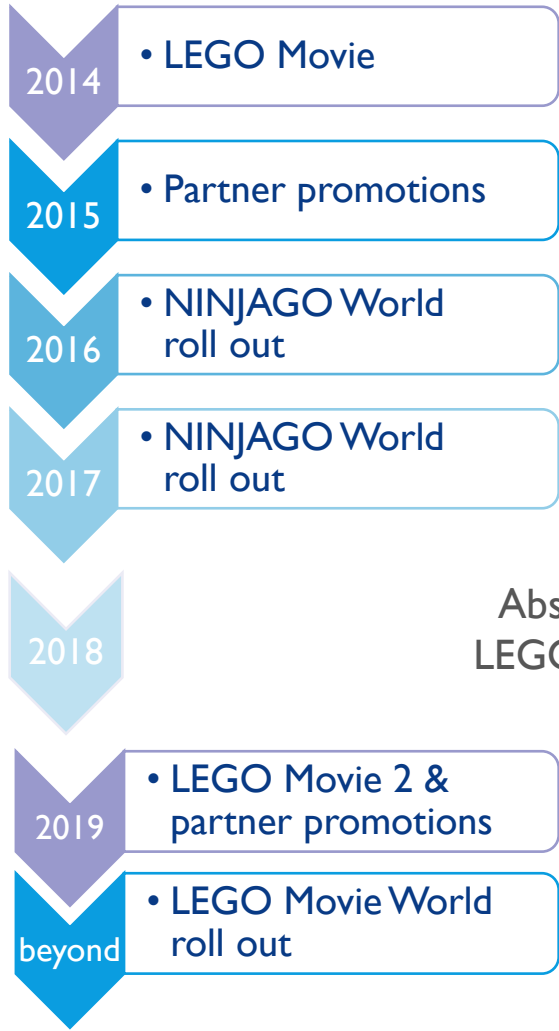 2014
• LEGO Movie
2015
• Partner promotions
2016
• NINJAGO World
roll out
2017
• NINJAGO World
roll out
2018
LEGO
2019
• LEGO Movie 2 &
partner promotions
beyond
• LEGO Movie World
roll out